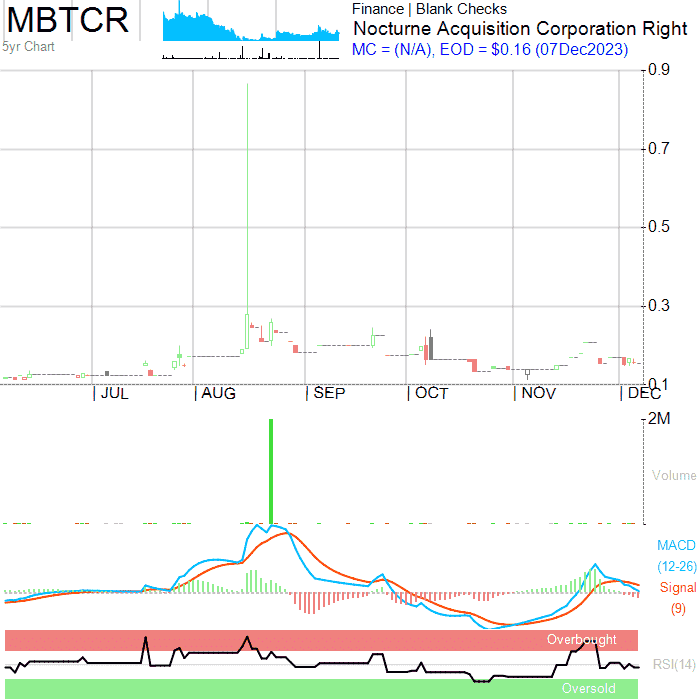 MBTCR
5yr Chart
Finance | Blank Checks
Nocturne Acquisition Corporation Right
MC = (N/A), EOD = $0.16 (07Dec2023)
0.9
0.7
0.5
0.3
0.1
| JUL | AUG | SEP | OCT | NOV | DEC
2M
Volume
MACD
(12-26)
Signal
(9)
Overbought
RSI(14)
Oversold